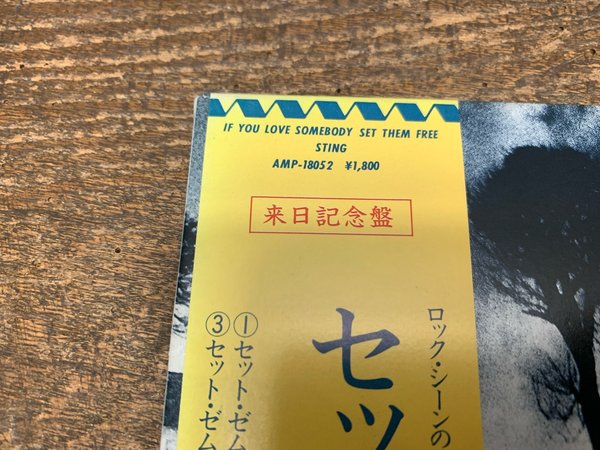 IF YOU LOVE SOMEBODY SET THEM FREE
STING
AMP-18052 ¥1,800
来日記念盤
ロック・シーンの
セッ
①セット・ゼム
③セット・ゼム